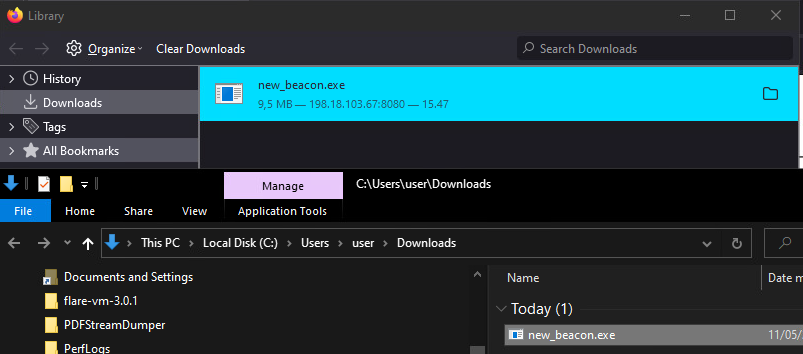 Library
Organize
Clear Downloads
Search Downloads
History
Downloads
Tags
All Bookmarks
new_beacon.exe
9,5 MB — 198.18.103.67:8080 — 15.47
Manage
C:\Users\user\Downloads
File
Home
Share
View
Application Tools
This PC
Local Disk (C:)
Users
user
Downloads
Documents and Settings
flare-vm-3.0.1
PDFStreamDumper
PerfLogs
Name
Date m
Today (1)
new_beacon.exe
11/05/